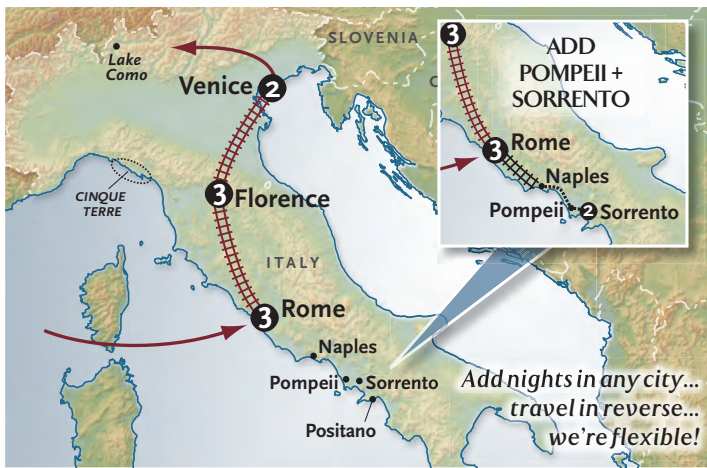 SLOVENIA
Lake
Como
Venice 2
CINQUE
TERRE
3 Florence
ITALY
3 Rome
Naples
Pompeii
Sorrento
Positano
3
ADD
POMPEII +
SORRENTO
3 Rome
Naples
Pompeii
2 Sorrento
C
Add nights in any city...
travel in reverse...
we're flexible!